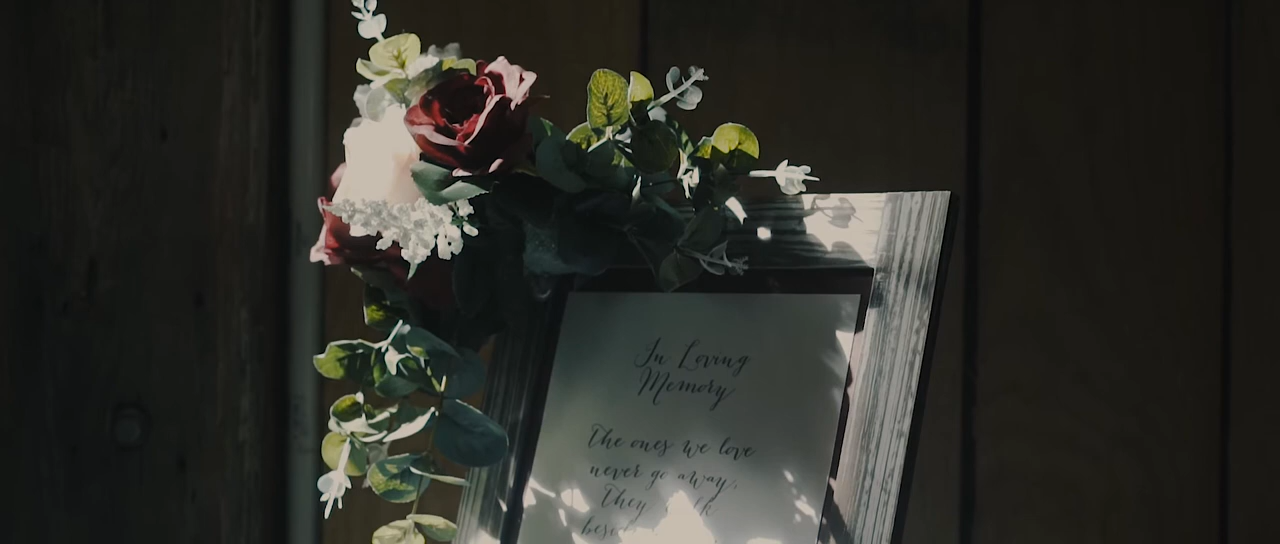 In Loving
Memory
The ones we love
never go away,
They